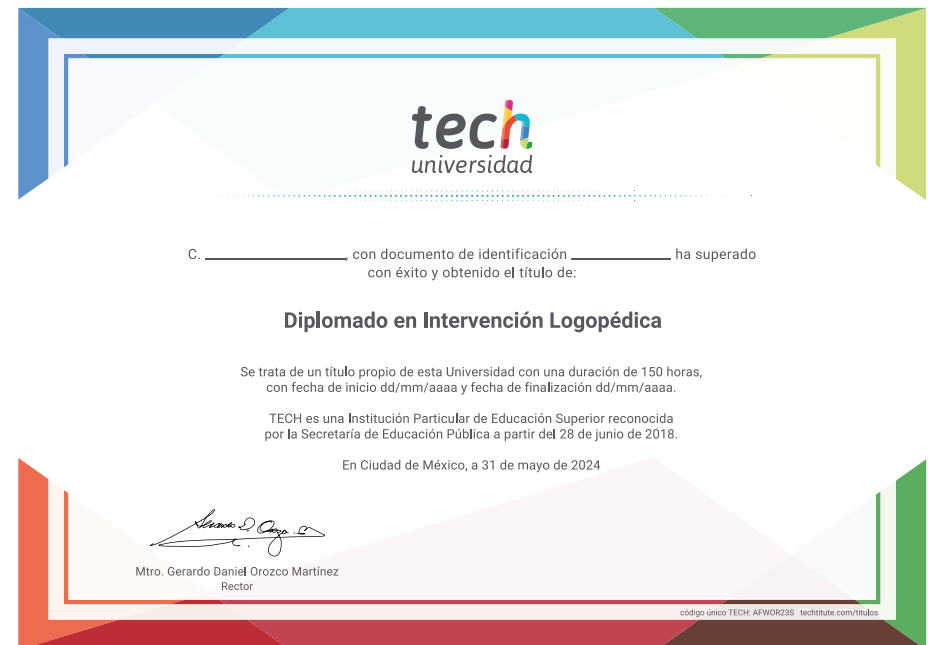 tech
universidad
C. ____________, con documento de identificación _________ ha superado
con éxito y obtenido el título de:
Diplomado en Intervención Logopédica
Se trata de un título propio de esta Universidad con una duración de 150 horas,
con fecha de inicio dd/mm/aaaa y fecha de finalización dd/mm/aaaa.
TECH es una Institución Particular de Educación Superior reconocida
por la Secretaría de Educación Pública a partir del 28 de junio de 2018.
En Ciudad de México, a 31 de mayo de 2024
Mtro. Gerardo Daniel Orozco Martínez
Rector
código único TECH: AFWOR23S techtitute.com/titulos